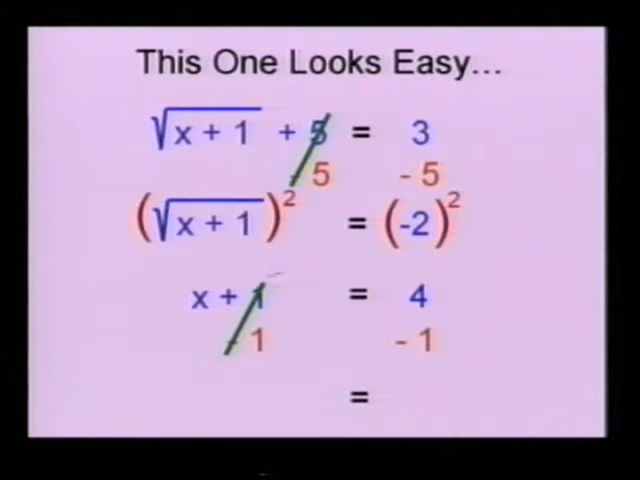 This One Looks Easy...
√x + 1 + 5 = 3
- 5 - 5
(√x + 1)² = (-2)²
x + 1 = 4
- 1 - 1
=